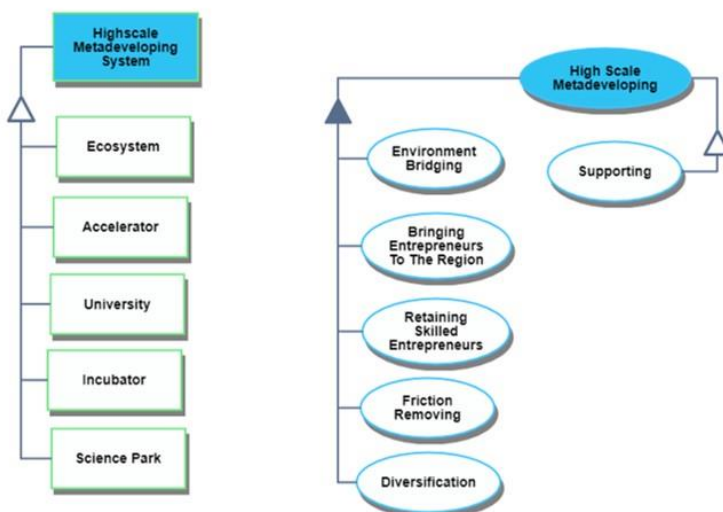 Highscale
Metadeveloping
System
Ecosystem
Accelerator
University
Incubator
Science Park
High Scale
Metadeveloping
Environment
Bridging
Supporting
Bringing
Entrepreneurs
To The Region
Retaining
Skilled
Entrepreneurs
Friction
Removing
Diversification